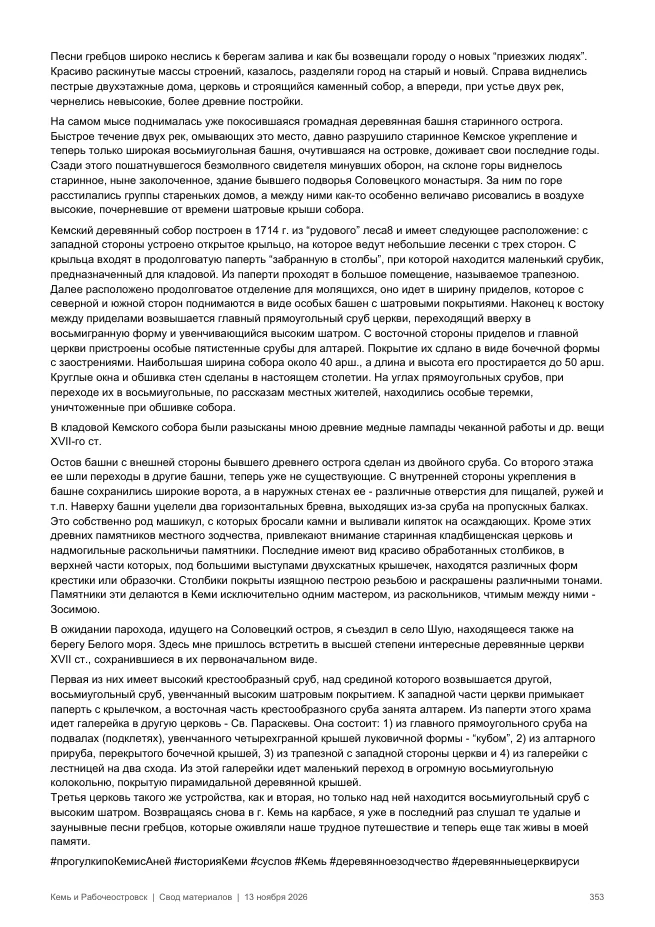 Песни гребцов широко неслись к берегам залива и как бы возвещали городу о новых “приезжих людях”.
Красиво раскинутые массы строений, казалось, разделяли город на старый и новый. Справа виднелись
пестрые двухэтажные дома, церковь и строящийся каменный собор, а впереди, при устье двух рек,
чернелись невысокие, более древние постройки.
На самом мысе поднималась уже покосившаяся громадная деревянная башня старинного острога.
Быстрое течение двух рек, омывающих это место, давно разрушило старинное Кемское укрепление и
теперь только широкая восьмиугольная башня, очутившаяся на островке, доживает свои последние годы.
Сзади этого пошатнувшегося безмолвного свидетеля минувших оборон, на склоне горы виднелось
старинное, ныне заколоченное, здание бывшего подворья Соловецкого монастыря. За ним по горе
расстилались группы стареньких домов, а между ними как-то особенно величаво рисовались в воздухе
высокие, почерневшие от времени шатровые крыши собора.
Кемский деревянный собор построен в 1714 г. из “рудового” леса8 и имеет следующее расположение: с
западной стороны устроено открытое крыльцо, на которое ведут небольшие лесенки с трех сторон. С
крыльца входят в продолговатую паперть “забранную в столбы”, при которой находится маленький срубик,
предназначенный для кладовой. Из паперти проходят в большое помещение, называемое трапезною.
Далее расположено продолговатое отделение для молящихся, оно идет в ширину приделов, которое с
северной и южной сторон поднимаются в виде особых башен с шатровыми покрытиями. Наконец к востоку
между приделами возвышается главный прямоугольный сруб церкви, переходящий вверху в
восьмигранную форму и увенчивающийся высоким шатром. С восточной стороны приделов и главной
церкви пристроены особые пятистенные срубы для алтарей. Покрытие их сдлано в виде бочечной формы
с заострениями. Наибольшая ширина собора около 40 арш., а длина и высота его простирается до 50 арш.
Круглые окна и обшивка стен сделаны в настоящем столетии. На углах прямоугольных срубов, при
переходе их в восьмиугольные, по рассказам местных жителей, находились особые теремки,
уничтоженные при обшивке собора.
В кладовой Кемского собора были разысканы мною древние медные лампады чеканной работы и др. вещи
XVII-го ст.
Остов башни с внешней стороны бывшего древнего острога сделан из двойного сруба. Со второго этажа
ее шли переходы в другие башни, теперь уже не существующие. С внутренней стороны укрепления в
башне сохранились широкие ворота, а в наружных стенах ее - различные отверстия для пищалей, ружей и
т.п. Наверху башни уцелели два горизонтальных бревна, выходящих из-за сруба на пропускных балках.
Это собственно род машикул, с которых бросали камни и выливали кипяток на осаждающих. Кроме этих
древних памятников местного зодчества, привлекают внимание старинная кладбищенская церковь и
надмогильные раскольничьи памятники. Последние имеют вид красиво обработанных столбиков, в
верхней части которых, под большими выступами двухскатных крышечек, находятся различных форм
крестики или образочки. Столбики покрыты изящною пестрою резьбою и раскрашены различными тонами.
Памятники эти делаются в Кеми исключительно одним мастером, из раскольников, чтимым между ними -
Зосимою.
В ожидании парохода, идущего на Соловецкий остров, я съездил в село Шую, находящееся также на
берегу Белого моря. Здесь мне пришлось встретить в высшей степени интересные деревянные церкви
XVII ст., сохранившиеся в их первоначальном виде.
Первая из них имеет высокий крестообразный сруб, над срединой которого возвышается другой,
восьмиугольный сруб, увенчанный высоким шатровым покрытием. К западной части церкви примыкает
паперть с крылечком, а восточная часть крестообразного сруба занята алтарем. Из паперти этого храма
идет галерейка в другую церковь - Св. Параскевы. Она состоит: 1) из главного прямоугольного сруба на
подвалах (подклетях), увенчанного четырехгранной крышей луковичной формы - “кубом”, 2) из алтарного
прируба, перекрытого бочечной крышей, 3) из трапезной с западной стороны церкви и 4) из галерейки с
лестницей на два схода. Из этой галерейки идет маленький переход в огромную восьмиугольную
колокольню, покрытую пирамидальной деревянной крышей.
Третья церковь такого же устройства, как и вторая, но только над ней находится восьмиугольный сруб с
высоким шатром. Возвращаясь снова в г. Кемь на карбасе, я уже в последний раз слушал те удалые и
заунывные песни гребцов, которые оживляли наше трудное путешествие и теперь еще так живы в моей
памяти.
#прогулкипоКемисАней #историяКеми #суслов #Кемь #деревянноезодчество #деревянныецерквируси
Кемь и Рабочеостровск | Свод материалов | 13 ноября 2026
353